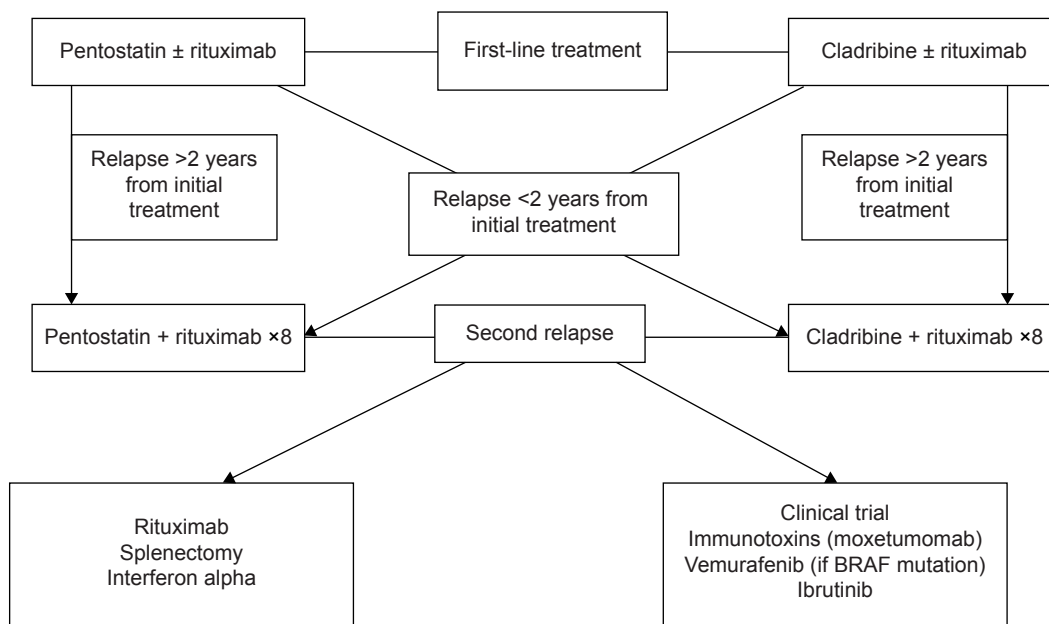 Pentostatin ± rituximab
First-line treatment
Cladribine ± rituximab
Relapse >2 years
from initial
treatment
Relapse <2 years from
initial treatment
Relapse >2 years
from initial
treatment
Pentostatin + rituximab ×8
Second relapse
Cladribine + rituximab ×8
Rituximab
Splenectomy
Interferon alpha
Clinical trial
Immunotoxins (moxetumomab)
Vemurafenib (if BRAF mutation)
Ibrutinib